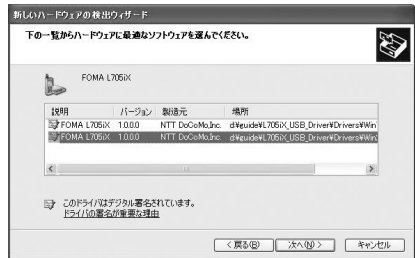 新しいハードウェアの検出ウィザード
下の一覧からハードウェアに最適なソフトウェアを選んでください。
FOMA L705iX
説明 バージョン 製造元 場所
FOMA L705iX 1.0.0.0 NTT DoCoMo,Inc. d:¥guide¥L705iX_USB_Driver¥Drivers¥Win
FOMA L705iX 1.0.0.0 NTT DoCoMo,Inc. d:¥guide¥L705iX_USB_Driver¥Drivers¥Win
このドライバはデジタル署名されています。
ドライバの署名が重要な理由
< 戻る(B) 次へ(N) > キャンセル